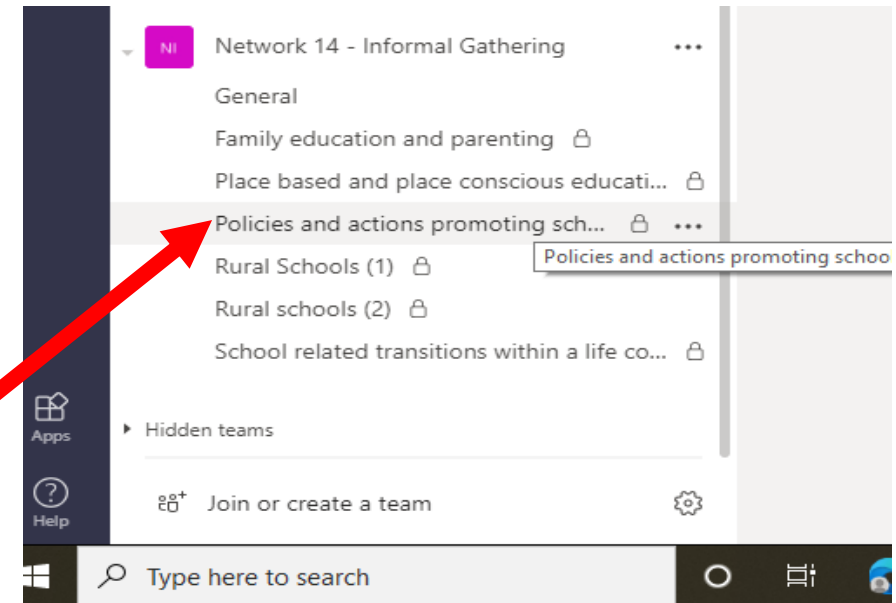 NI Network 14 - Informal Gathering ...
General
Family education and parenting
Place based and place conscious educati...
Policies and actions promoting sch... ...
Policies and actions promoting schoo
Rural Schools (1)
Rural schools (2)
School related transitions within a life co...
Apps
Hidden teams
Join or create a team
Help
Type here to search